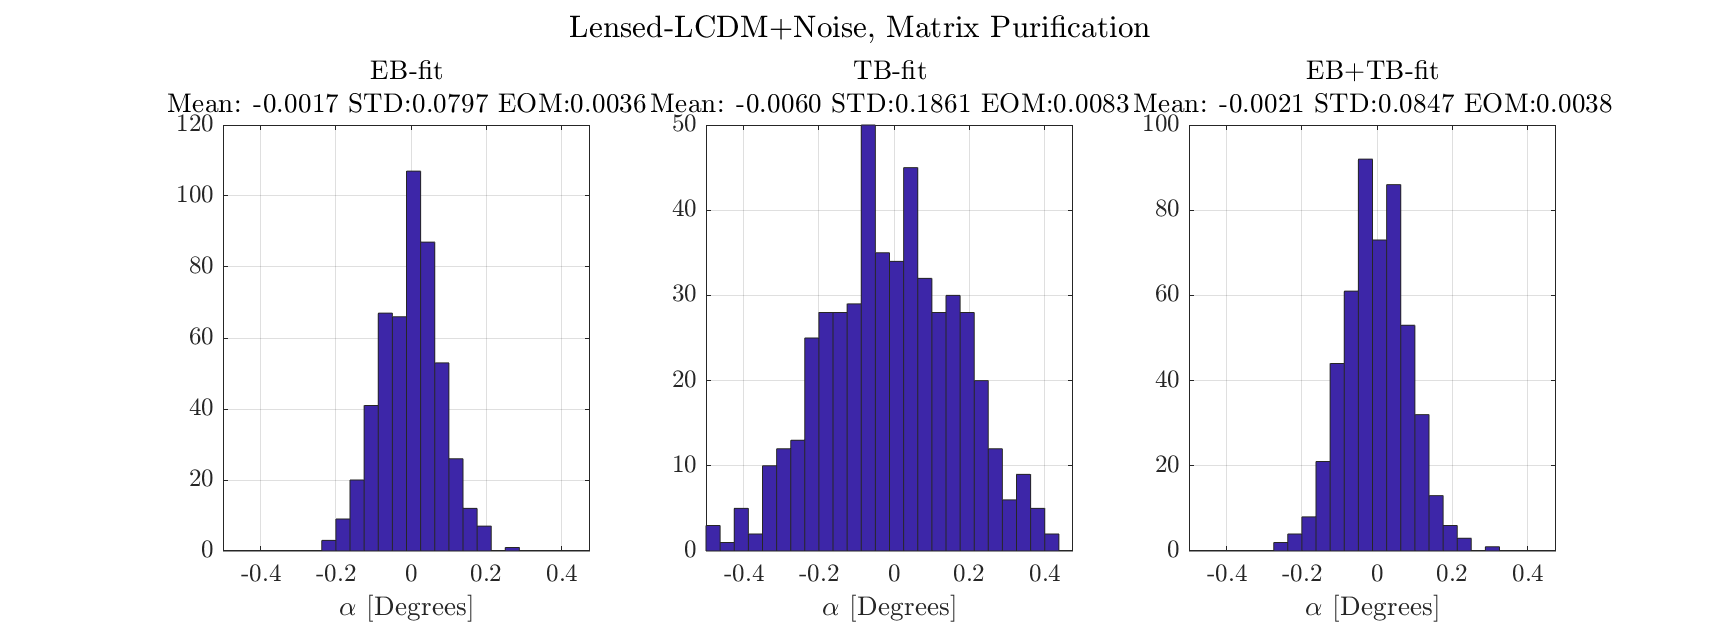 Lensed-LCDM+Noise, Matrix Purification
EB-fit
Mean: -0.0017 STD:0.0797 EOM:0.0036
120
100
80
60
40
20
0
-0.4 -0.2 0 0.2 0.4
α [Degrees]
TB-fit
Mean: -0.0060 STD:0.1861 EOM:0.0083
50
40
30
20
10
0
-0.4 -0.2 0 0.2 0.4
α [Degrees]
EB+TB-fit
Mean: -0.0021 STD:0.0847 EOM:0.0038
100
80
60
40
20
0
-0.4 -0.2 0 0.2 0.4
α [Degrees]